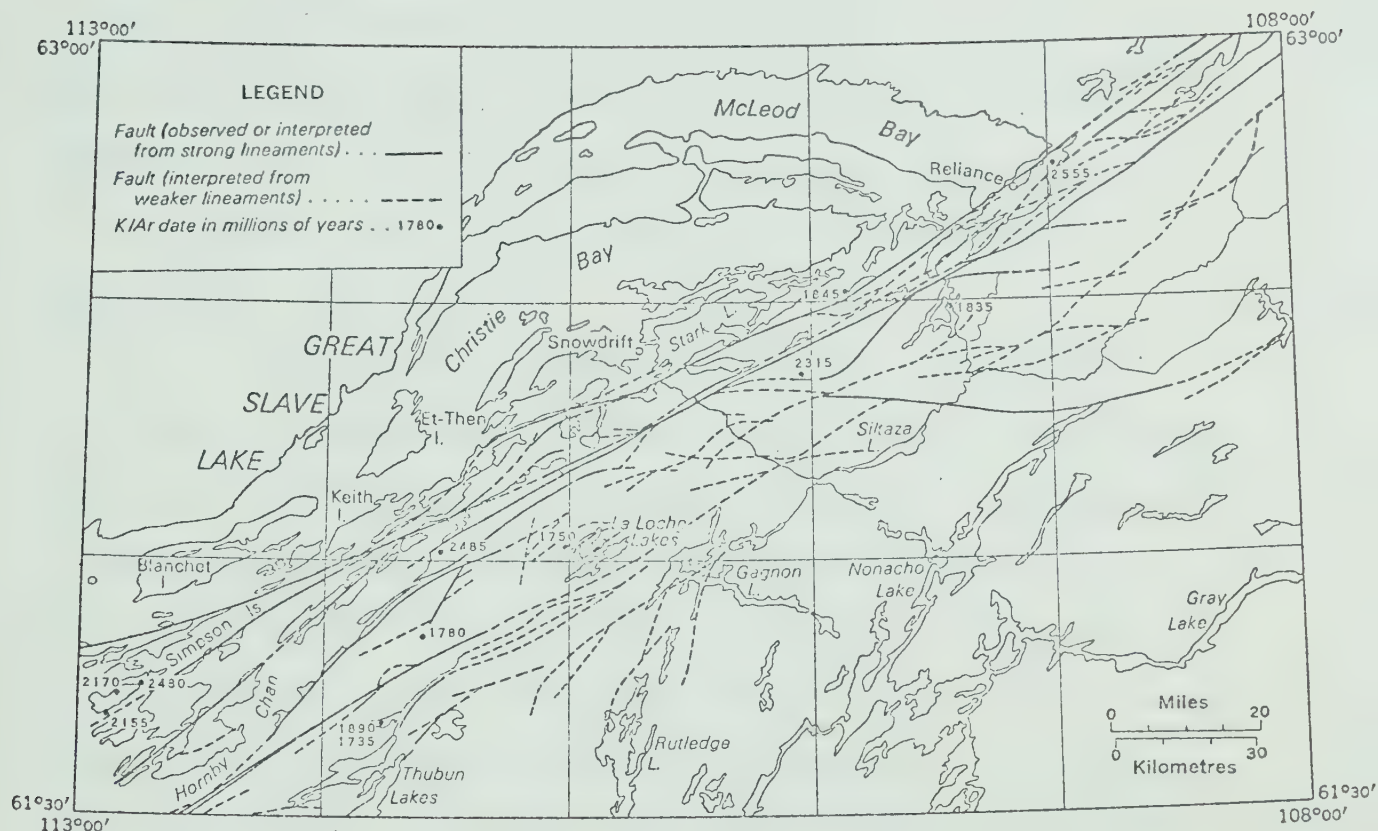 113°00'
63°00'
108°00'
63°00'
LEGEND
Fault (observed or interpreted
from strong lineaments) . . .
Fault (interpreted from
weaker lineaments) . . . . .
K/Ar date in millions of years . . 1780
McLeod
Bay
Reliance
2555
Bay
1845
1835
Christie
Stark L.
GREAT
Snowdrift
2315
SLAVE
Et-Then
I.
LAKE
Siltaza
L.
Keith
I.
La Loche
Lakes
1750
2485
Blanchet
I.
Gagnon
L.
Nonacho
Lake
Gray
Lake
Simpson Is
1780
2170
2480
2155
Chan
Miles
0 20
0 30
Kilometres
1890
1735
Rutledge
L.
Hornby
Thubun
Lakes
61°30'
113°00'
61°30'
108°00'